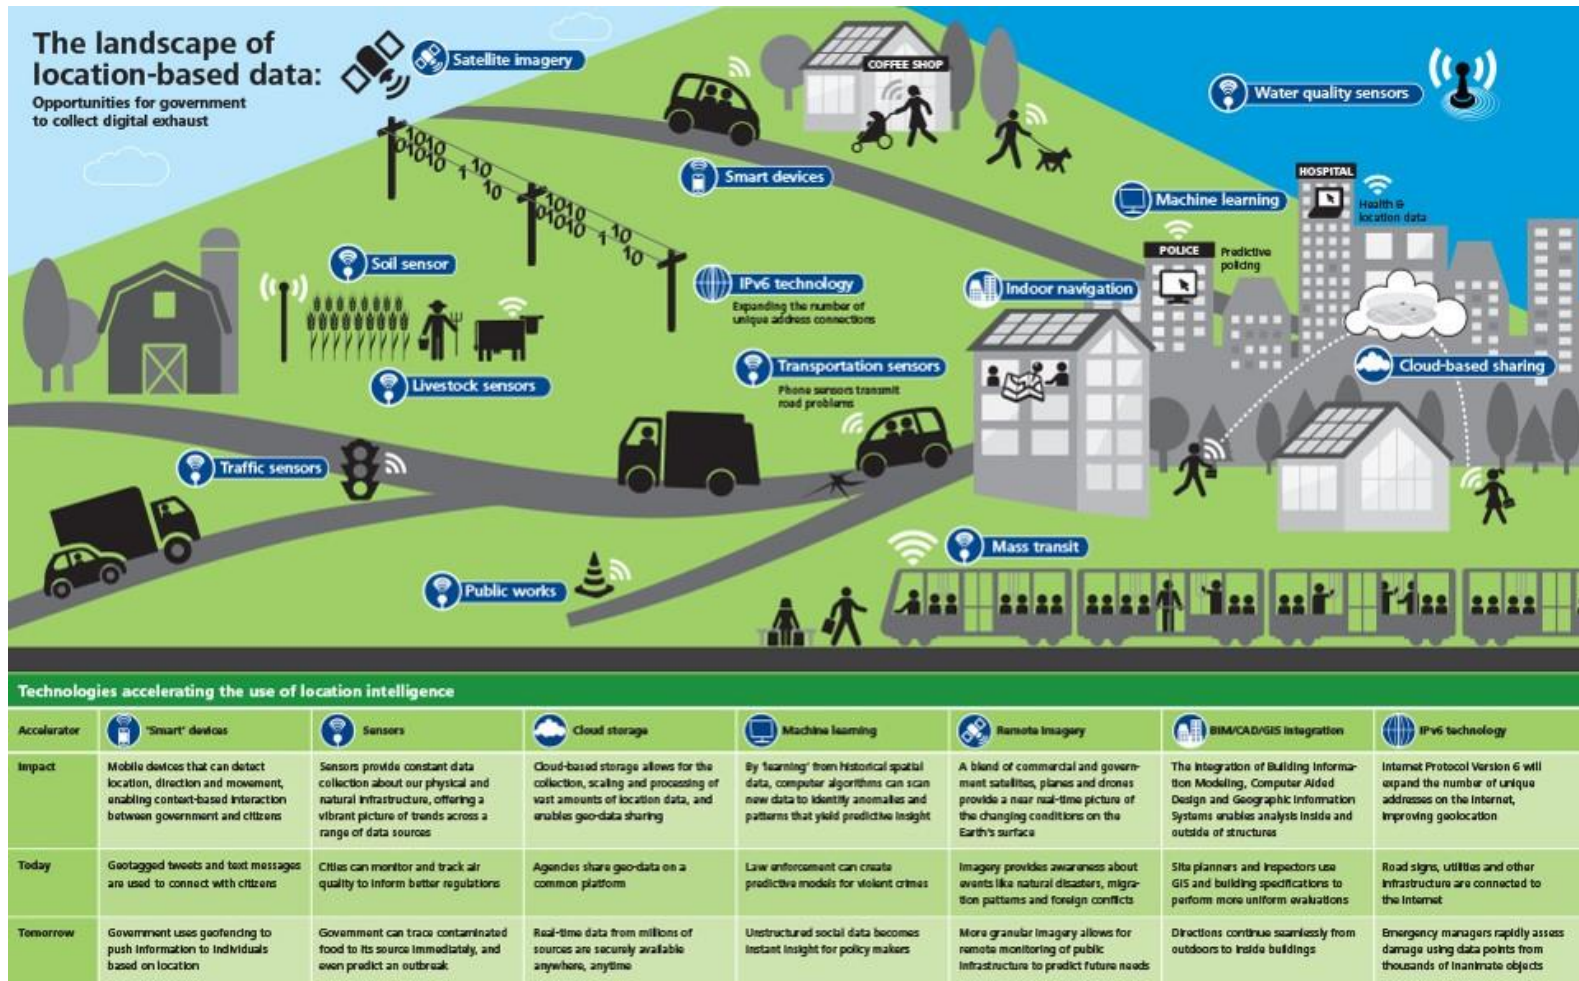 The landscape of
location-based data:
Opportunities for government
to collect digital exhaust
Satellite imagery
COFFEE SHOP
Water quality sensors
1010
01010 1 10
10
1010
01010 1 10
10
Smart devices
HOSPITAL
Health &
location data
Machine learning
POLICE
Predictive
policing
Soil sensor
IPv6 technology
Expanding the number of
unique address connections
Indoor navigation
Livestock sensors
Transportation sensors
Phone sensors transmit
road problems
Cloud-based sharing
Traffic sensors
Mass transit
Public works
Technologies accelerating the use of location intelligence
Accelerator
'Smart' devices
Sensors
Cloud storage
Machine learning
Remote imagery
BIM/CAD/GIS integration
IPv6 technology
Impact
Mobile devices that can detect
location, direction and movement,
enabling context-based interaction
between government and citizens
Sensors provide constant data
collection about our physical and
natural infrastructure, offering a
vibrant picture of trends across a
range of data sources
Cloud-based storage allows for the
collection, scaling and processing of
vast amounts of location data, and
enables geo-data sharing
By 'learning' from historical spatial
data, computer algorithms can scan
new data to identify anomalies and
patterns that yield predictive insight
A blend of commercial and govern-
ment satellites, planes and drones
provide a near real-time picture of
the changing conditions on the
Earth's surface
The integration of Building Informa-
tion Modeling, Computer Aided
Design and Geographic Information
Systems enables analysis inside and
outside of structures
Internet Protocol Version 6 will
expand the number of unique
addresses on the internet,
improving geolocation
Today
Geotagged tweets and text messages
are used to connect with citizens
Cities can monitor and track air
quality to inform better regulations
Agencies share geo-data on a
common platform
Law enforcement can create
predictive models for violent crimes
Imagery provides awareness about
events like natural disasters, migra-
tion patterns and foreign conflicts
Site planners and inspectors use
GIS and building specifications to
perform more uniform evaluations
Road signs, utilities and other
infrastructure are connected to
the internet
Tomorrow
Government uses geofencing to
push information to individuals
based on location
Government can trace contaminated
food to its source immediately, and
even predict an outbreak
Real-time data from millions of
sources are securely available
anywhere, anytime
Unstructured social data becomes
instant insight for policy makers
More granular imagery allows for
remote monitoring of public
infrastructure to predict future needs
Directions continue seamlessly from
outdoors to inside buildings
Emergency managers rapidly assess
damage using data points from
thousands of inanimate objects